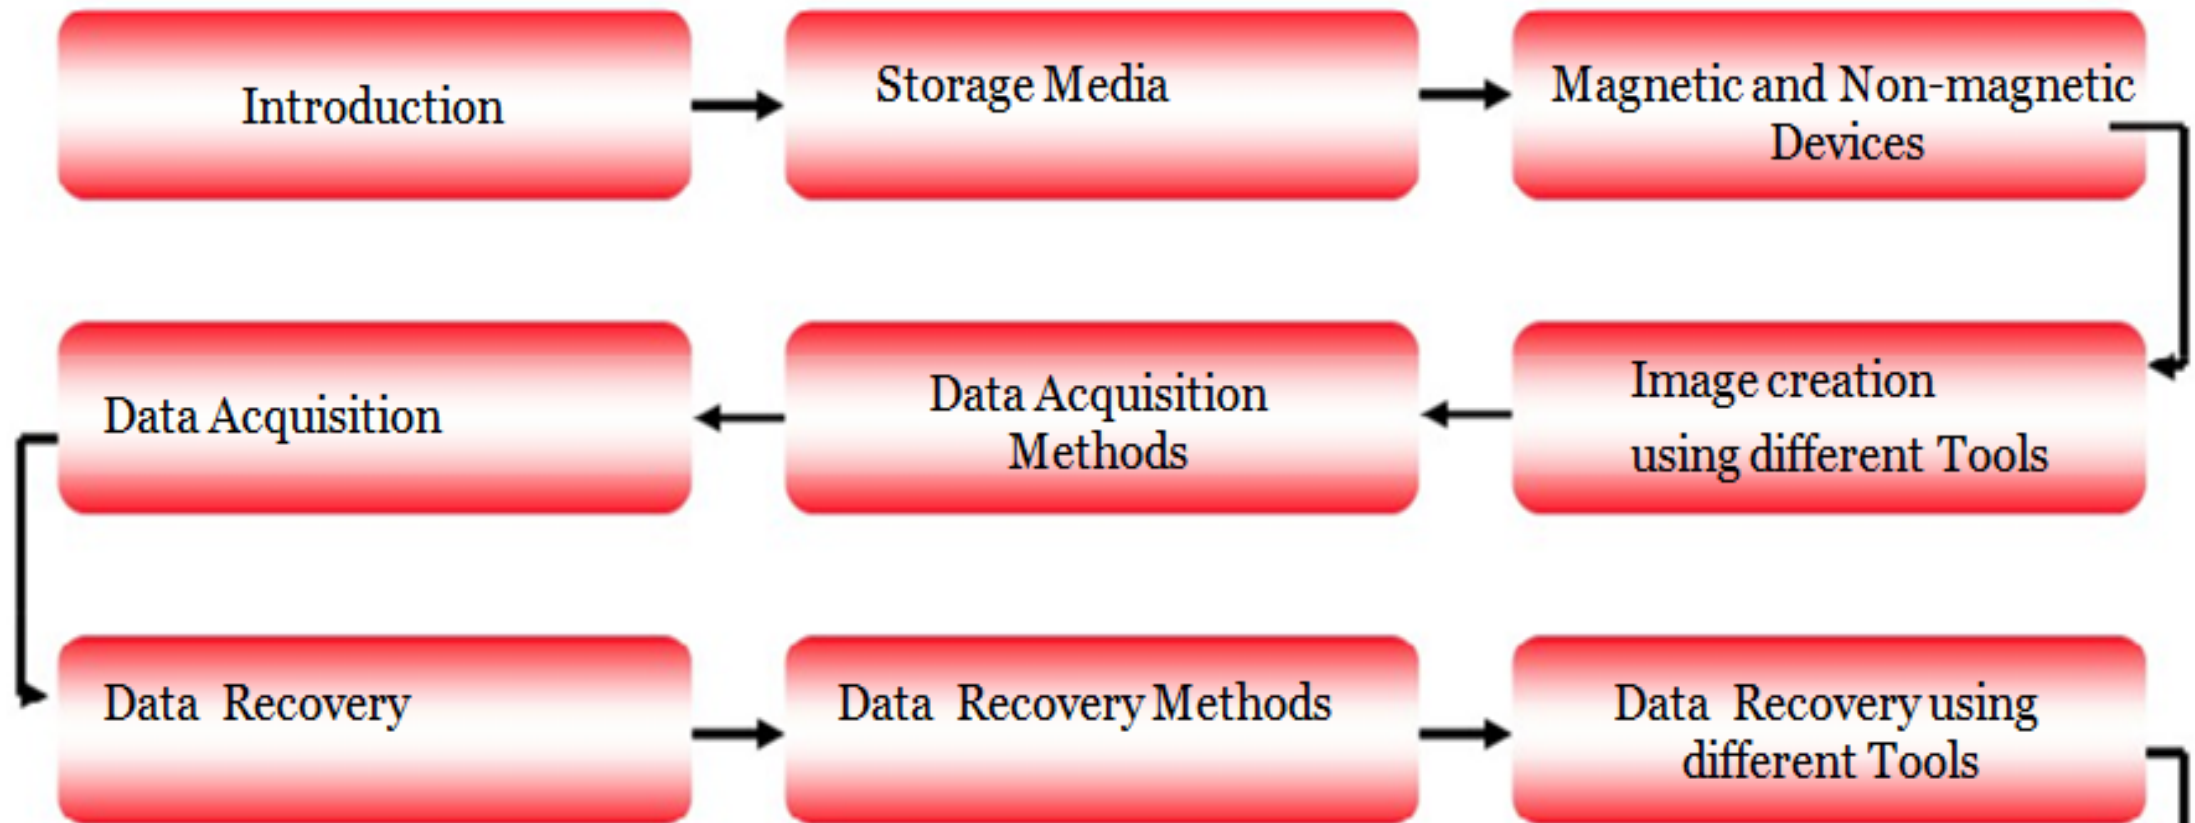 Introduction
Storage Media
Magnetic and Non-magnetic
Devices
Image creation
using different Tools
Data Acquisition
Methods
Data Acquisition
Data Recovery
Data Recovery Methods
Data Recovery using
different Tools